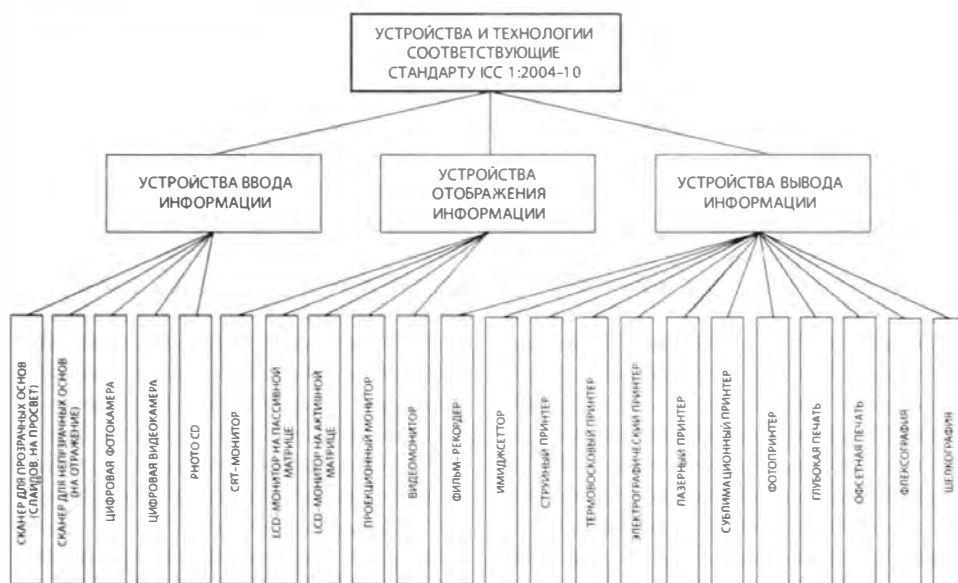 УСТРОЙСТВА И ТЕХНОЛОГИИ
СООТВЕТСТВУЮЩИЕ
СТАНДАРТУ ICC 1:2004-10
УСТРОЙСТВА ВВОДА
ИНФОРМАЦИИ
УСТРОЙСТВА
ОТОБРАЖЕНИЯ
ИНФОРМАЦИИ
УСТРОЙСТВА ВЫВОДА
ИНФОРМАЦИИ
СКАНЕР ДЛЯ ПРОЗРАЧНЫХ ОСНОВ
(СЛАЙДОВ, НА ПРОСВЕТ)
СКАНЕР ДЛЯ НЕПРЗРАЧНЫХ ОСНОВ
(НА ОТРАЖЕНИЕ)
ЦИФРОВАЯ ФОТОКАМЕРА
ЦИФРОВАЯ ВИДЕОКАМЕРА
PHOTO CD
CRT-МОНИТОР
LCD-МОНИТОР НА ПАССИВНОЙ
МАТРИЦЕ
LCD-МОНИТОР НА АКТИВНОЙ
МАТРИЦЕ
ПРОЕКЦИОННЫЙ МОНИТОР
ВИДЕОМОНИТОР
ФИЛЬМ-РЕКОРДЕР
ИМИДЖСЕТТОР
СТРУЙНЫЙ ПРИНТЕР
ТЕРМОВОСКОВЫЙ ПРИНТЕР
ЭЛЕКТРОГРАФИЧЕСКИЙ ПРИНТЕР
ЛАЗЕРНЫЙ ПРИНТЕР
СУБЛИМАЦИОННЫЙ ПРИНТЕР
ФОТОПРИНТЕР
ГЛУБОКАЯ ПЕЧАТЬ
ОФСЕТНАЯ ПЕЧАТЬ
ФЛЕКСОГРАФИЯ
ШЕЛКОГРАФИЯ